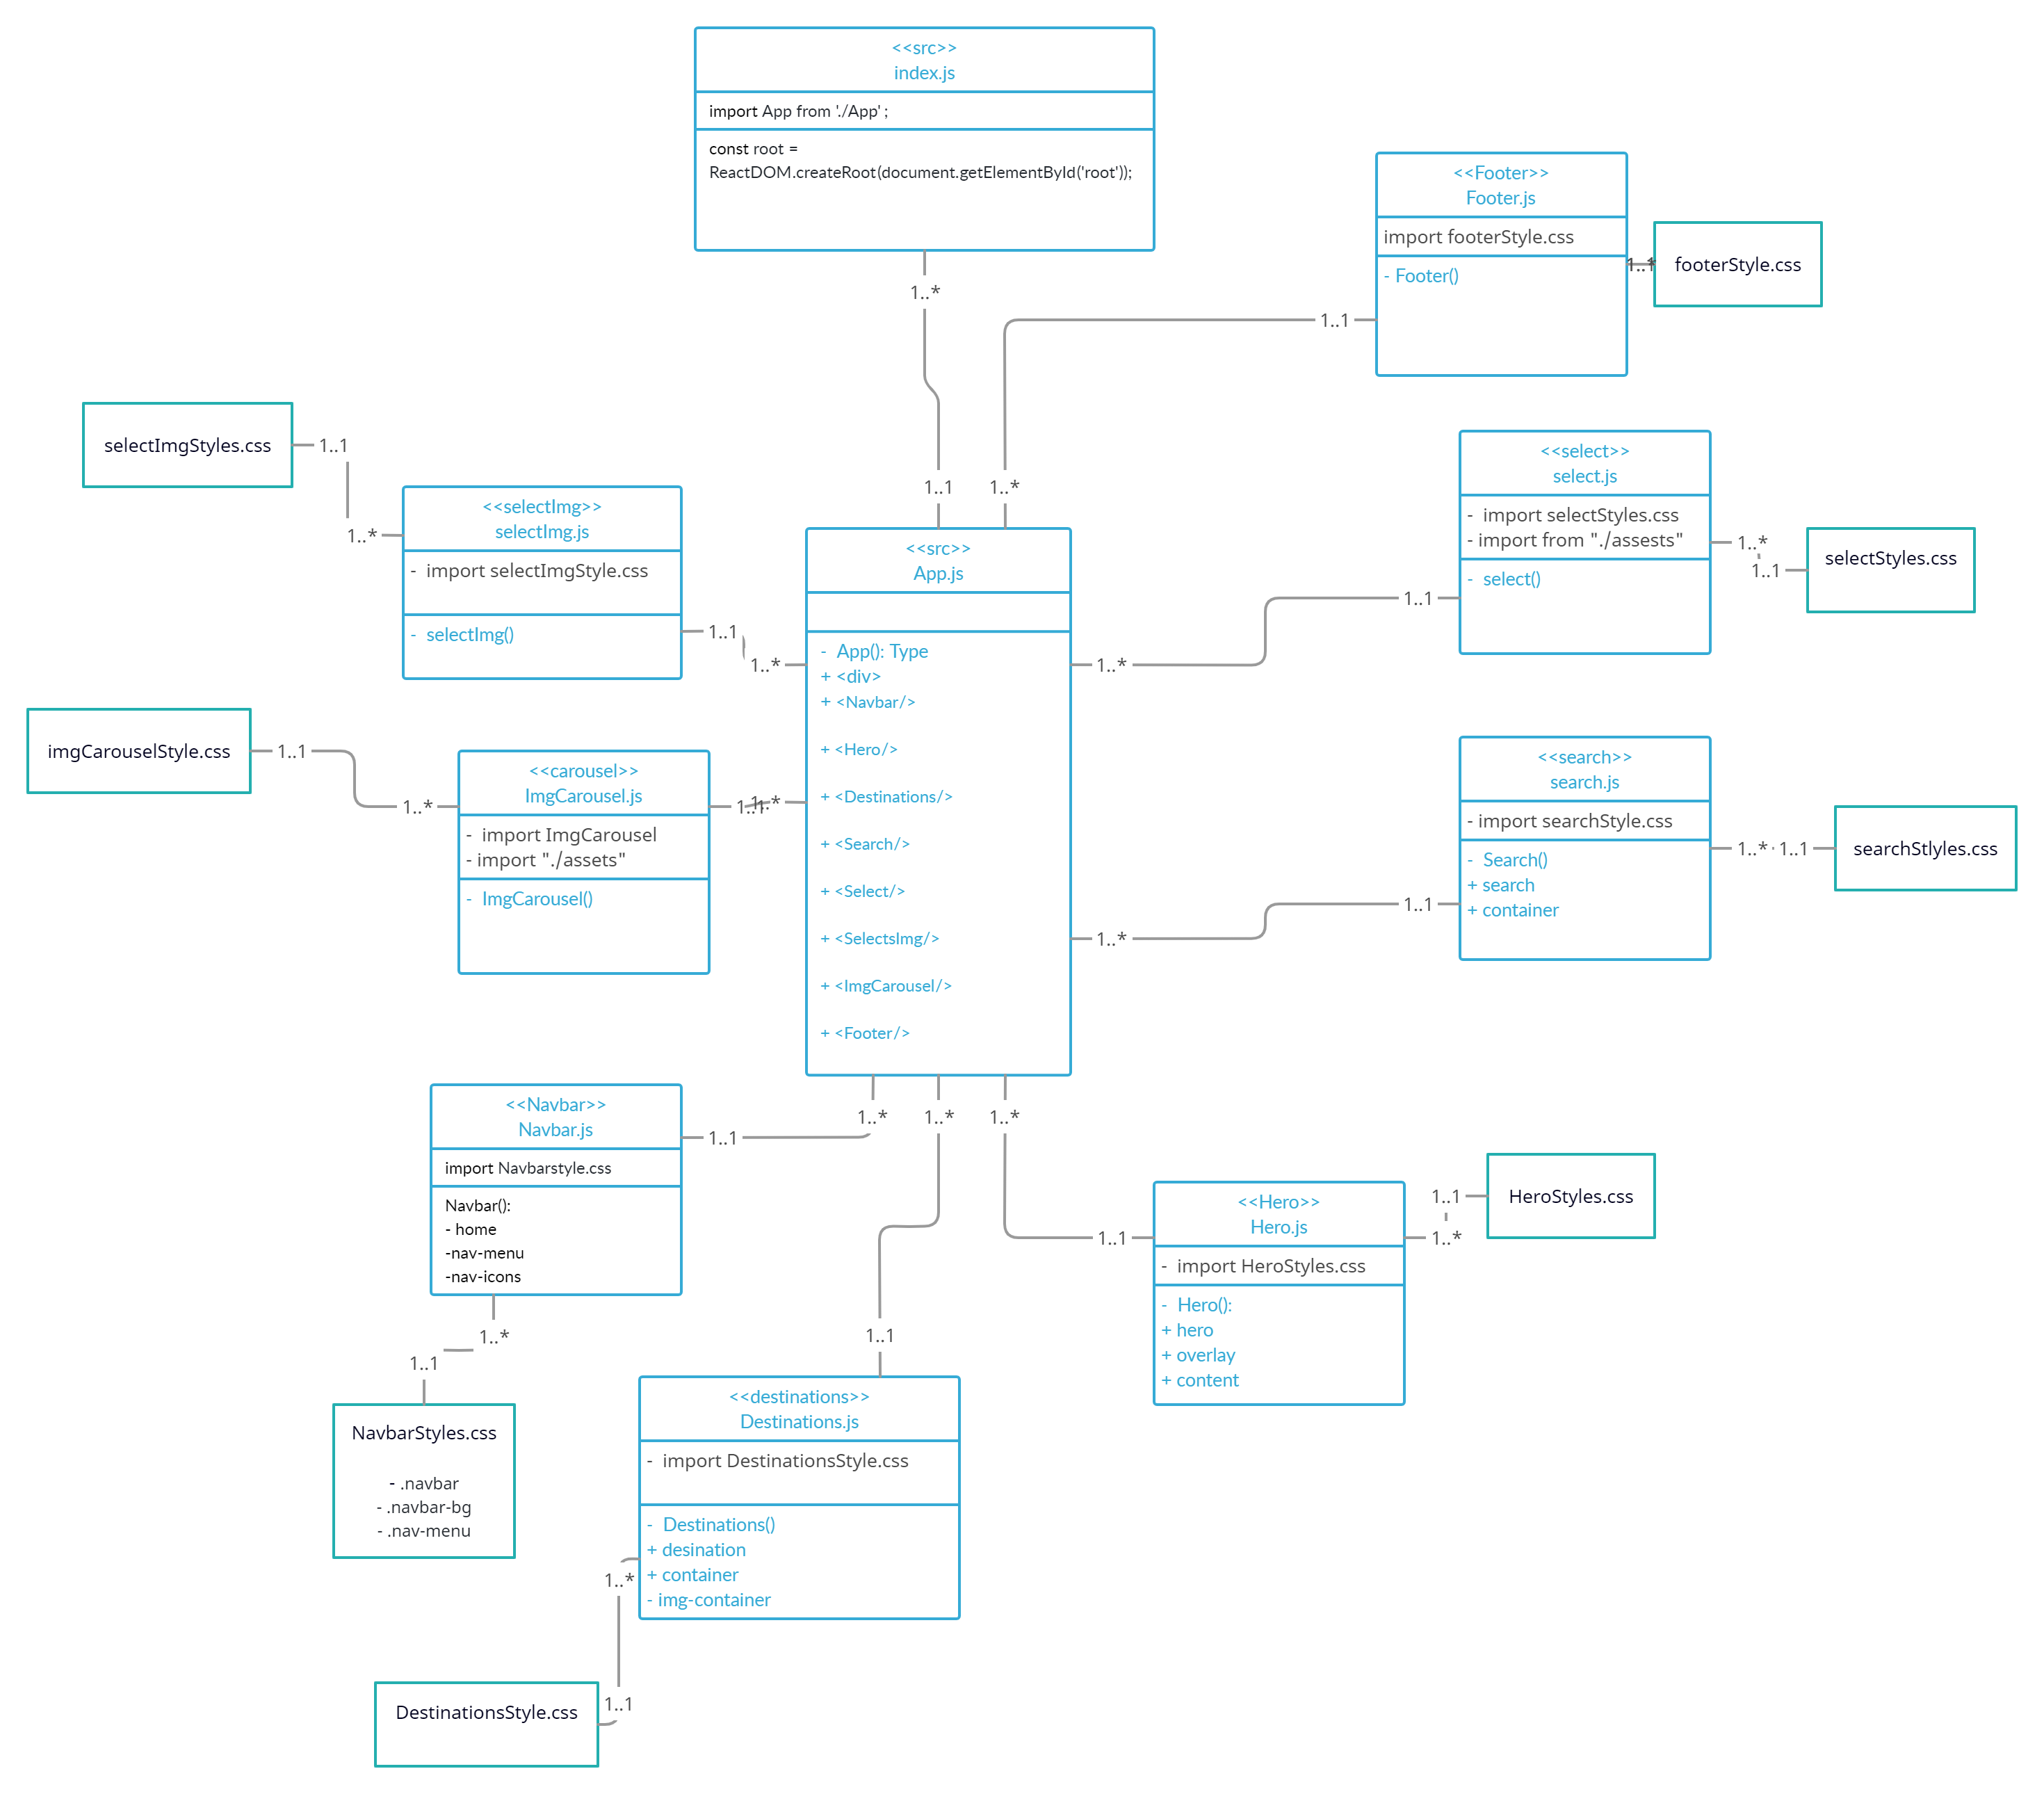 <<src>>
index.js
import App from './App' ;
const root =
ReactDOM.createRoot(document.getElementById('root'));
1..*
1..1
<<Footer>>
Footer.js
import footerStyle.css
- Footer()
1..1
1..*
footerStyle.css
1..1
1..*
selectImgStyles.css
1..1
1..*
<<selectImg>>
selectImg.js
- import selectImgStyle.css
- selectImg()
1..1
1..*
<<select>>
select.js
- import selectStyles.css
- import from "./assests"
- select()
1..*
1..1
selectStyles.css
1..1
1..*
<<src>>
App.js
- App(): Type
+ <div>
+ <Navbar/>
+ <Hero/>
+ <Destinations/>
+ <Search/>
+ <Select/>
+ <SelectsImg/>
+ <ImgCarousel/>
+ <Footer/>
imgCarouselStyle.css
1..1
1..*
<<carousel>>
ImgCarousel.js
- import ImgCarousel
- import "./assets"
- ImgCarousel()
1..1
1..*
<<search>>
search.js
- import searchStyle.css
- Search()
+ search
+ container
1..*
1..1
searchStlyles.css
1..1
1..*
<<Navbar>>
Navbar.js
import Navbarstyle.css
Navbar():
- home
-nav-menu
-nav-icons
1..1
1..*
1..*
1..*
1..*
1..1
NavbarStyles.css
- .navbar
- .navbar-bg
- .nav-menu
1..1
<<Hero>>
Hero.js
- import HeroStyles.css
- Hero():
+ hero
+ overlay
+ content
1..1
1..1
1..*
HeroStyles.css
<<destinations>>
Destinations.js
- import DestinationsStyle.css
- Destinations()
+ desination
+ container
- img-container
1..*
1..1
DestinationsStyle.css